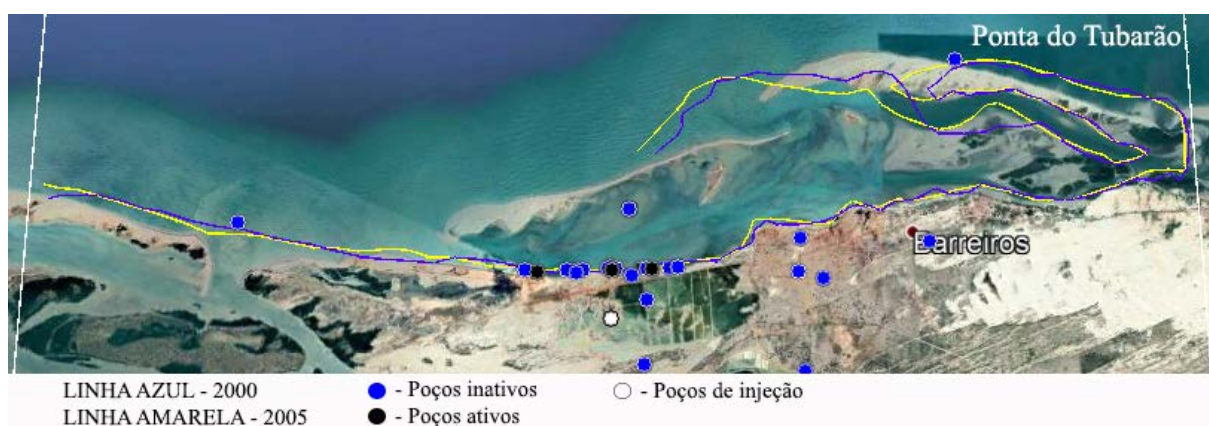 Ponta do Tubarão
Barreiros
LINHA AZUL - 2000
- Poços inativos
- Poços de injeção
LINHA AMARELA - 2005
- Poços ativos